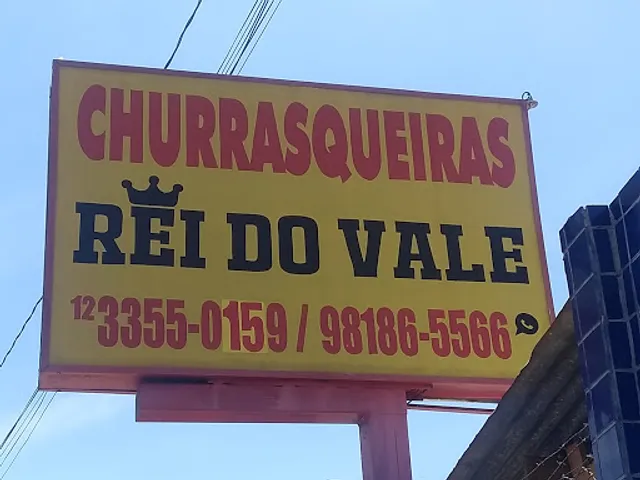 CHURRASQUEIRAS
REI DO VALE
12 3355-0159 / 98186-5566